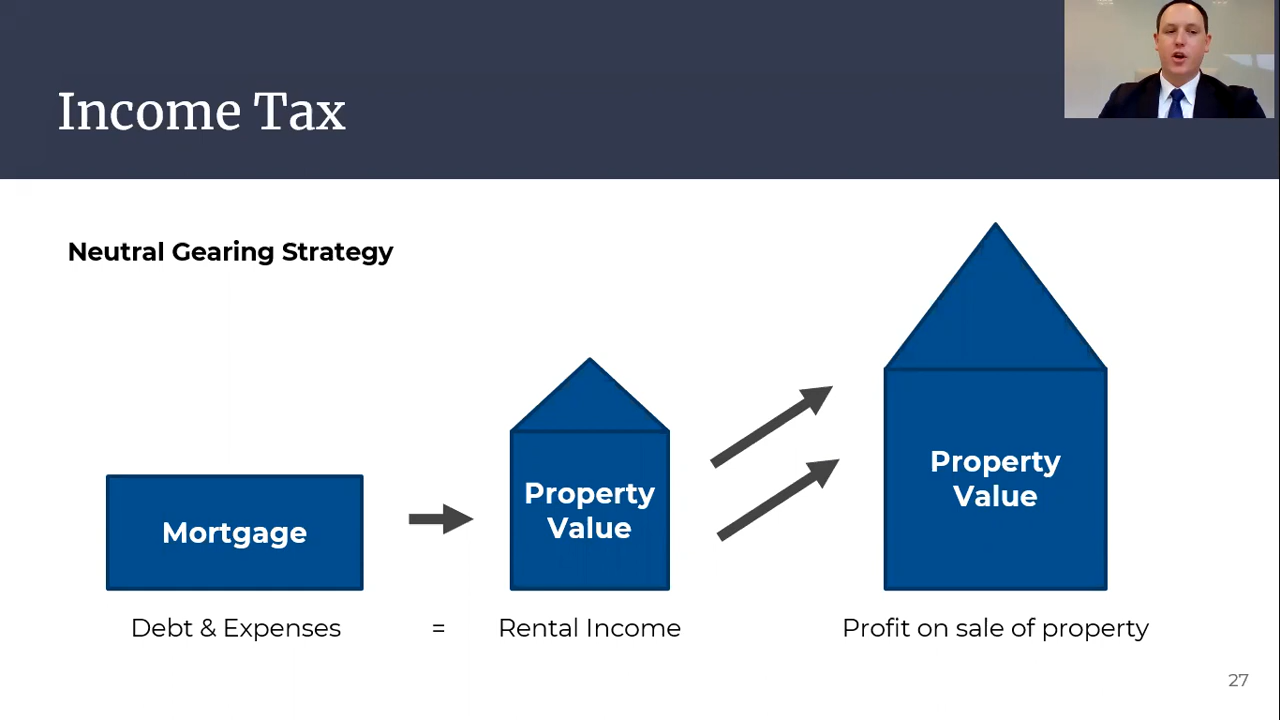 Income Tax
Neutral Gearing Strategy
Mortgage
Property
Value
Property
Value
Debt & Expenses
=
Rental Income
Profit on sale of property
27